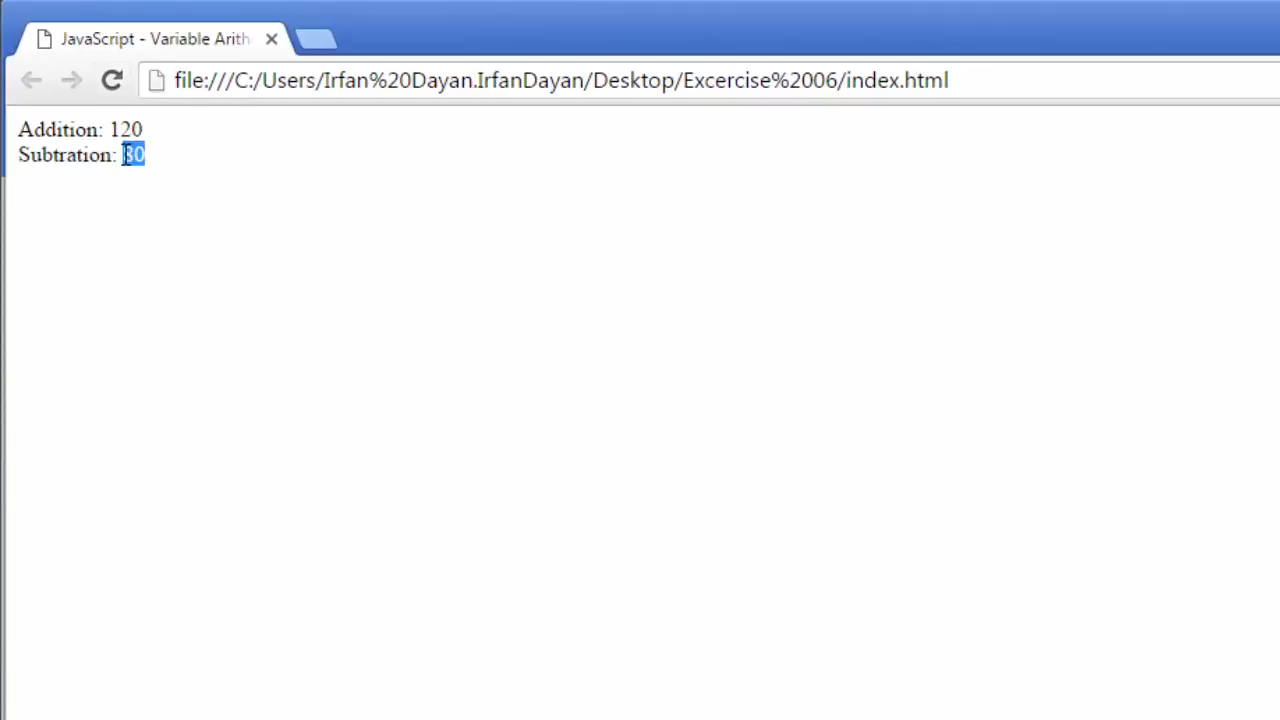 JavaScript - Variable Arith
file:///C:/Users/Irfan%20Dayan.IrfanDayan/Desktop/Excercise%2006/index.html
Addition: 120
Subtration: 80